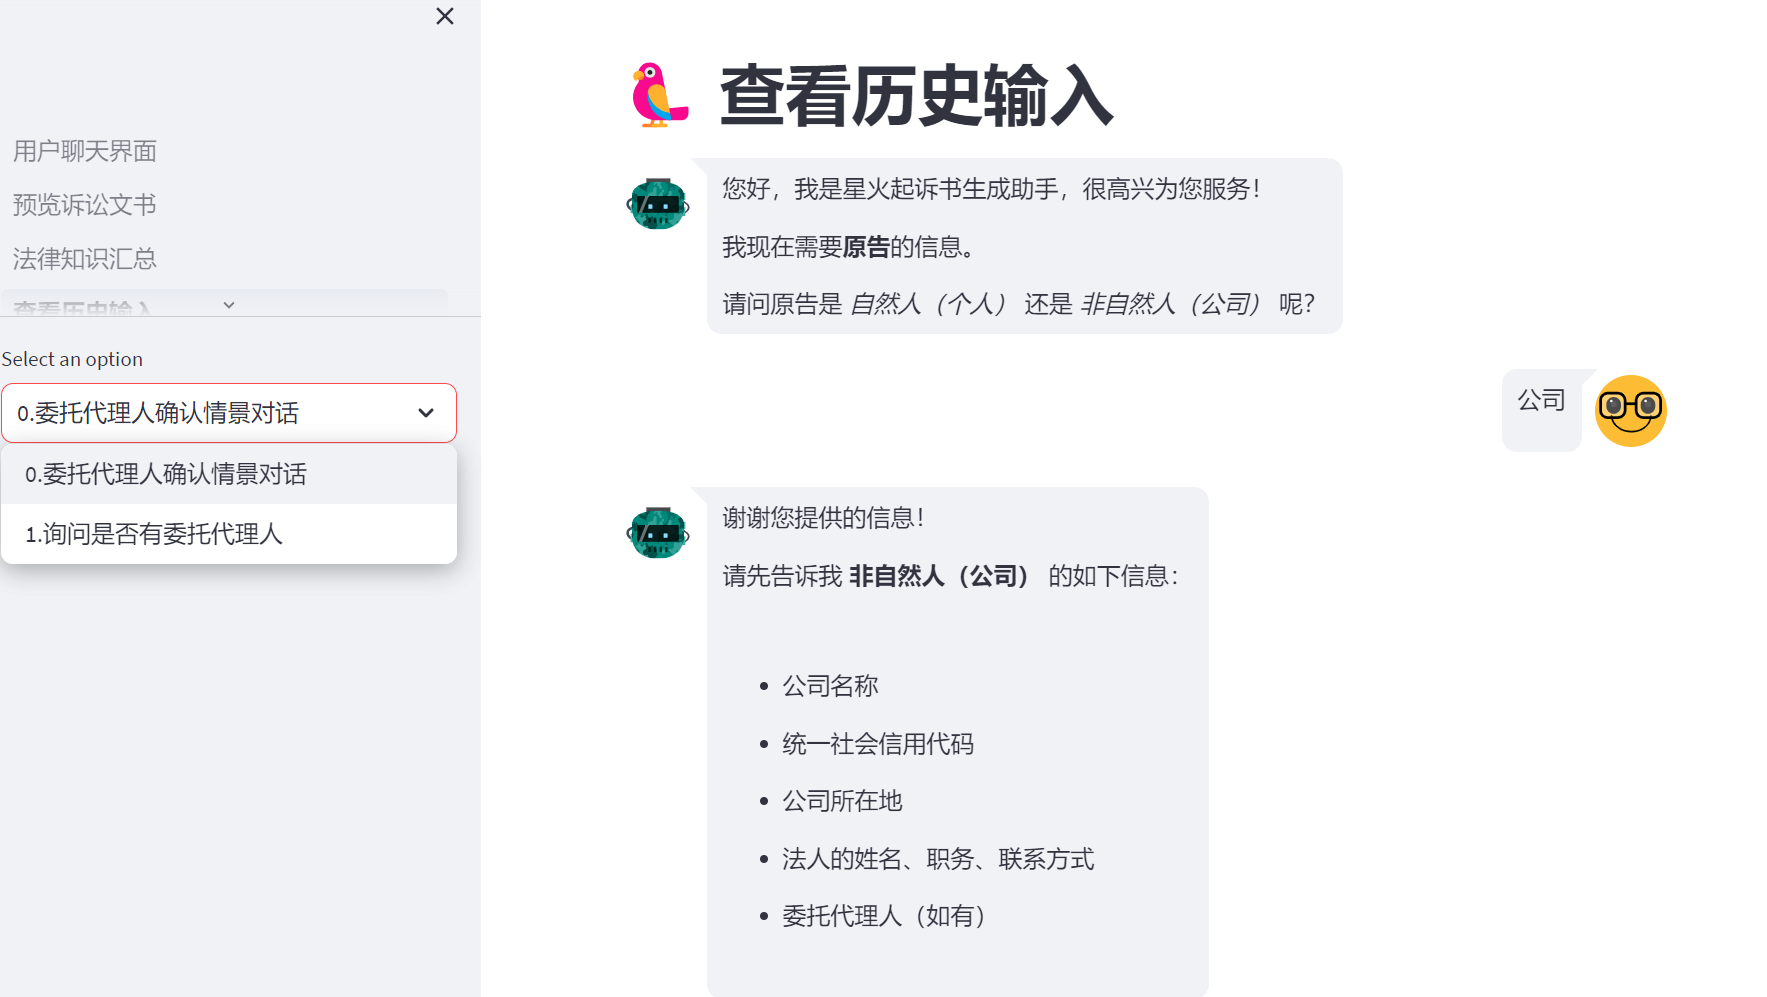 用户聊天界面
预览诉讼文书
法律知识汇总
查看历史输入
Select an option
0.委托代理人确认情景对话
0.委托代理人确认情景对话
1.询问是否有委托代理人
查看历史输入
您好，我是星火起诉书生成助手，很高兴为您服务！
我现在需要原告的信息。
请问原告是 自然人（个人） 还是 非自然人（公司） 呢？
公司
谢谢您提供的信息！
请先告诉我 非自然人（公司） 的如下信息：
• 公司名称
• 统一社会信用代码
• 公司所在地
• 法人的姓名、职务、联系方式
• 委托代理人（如有）